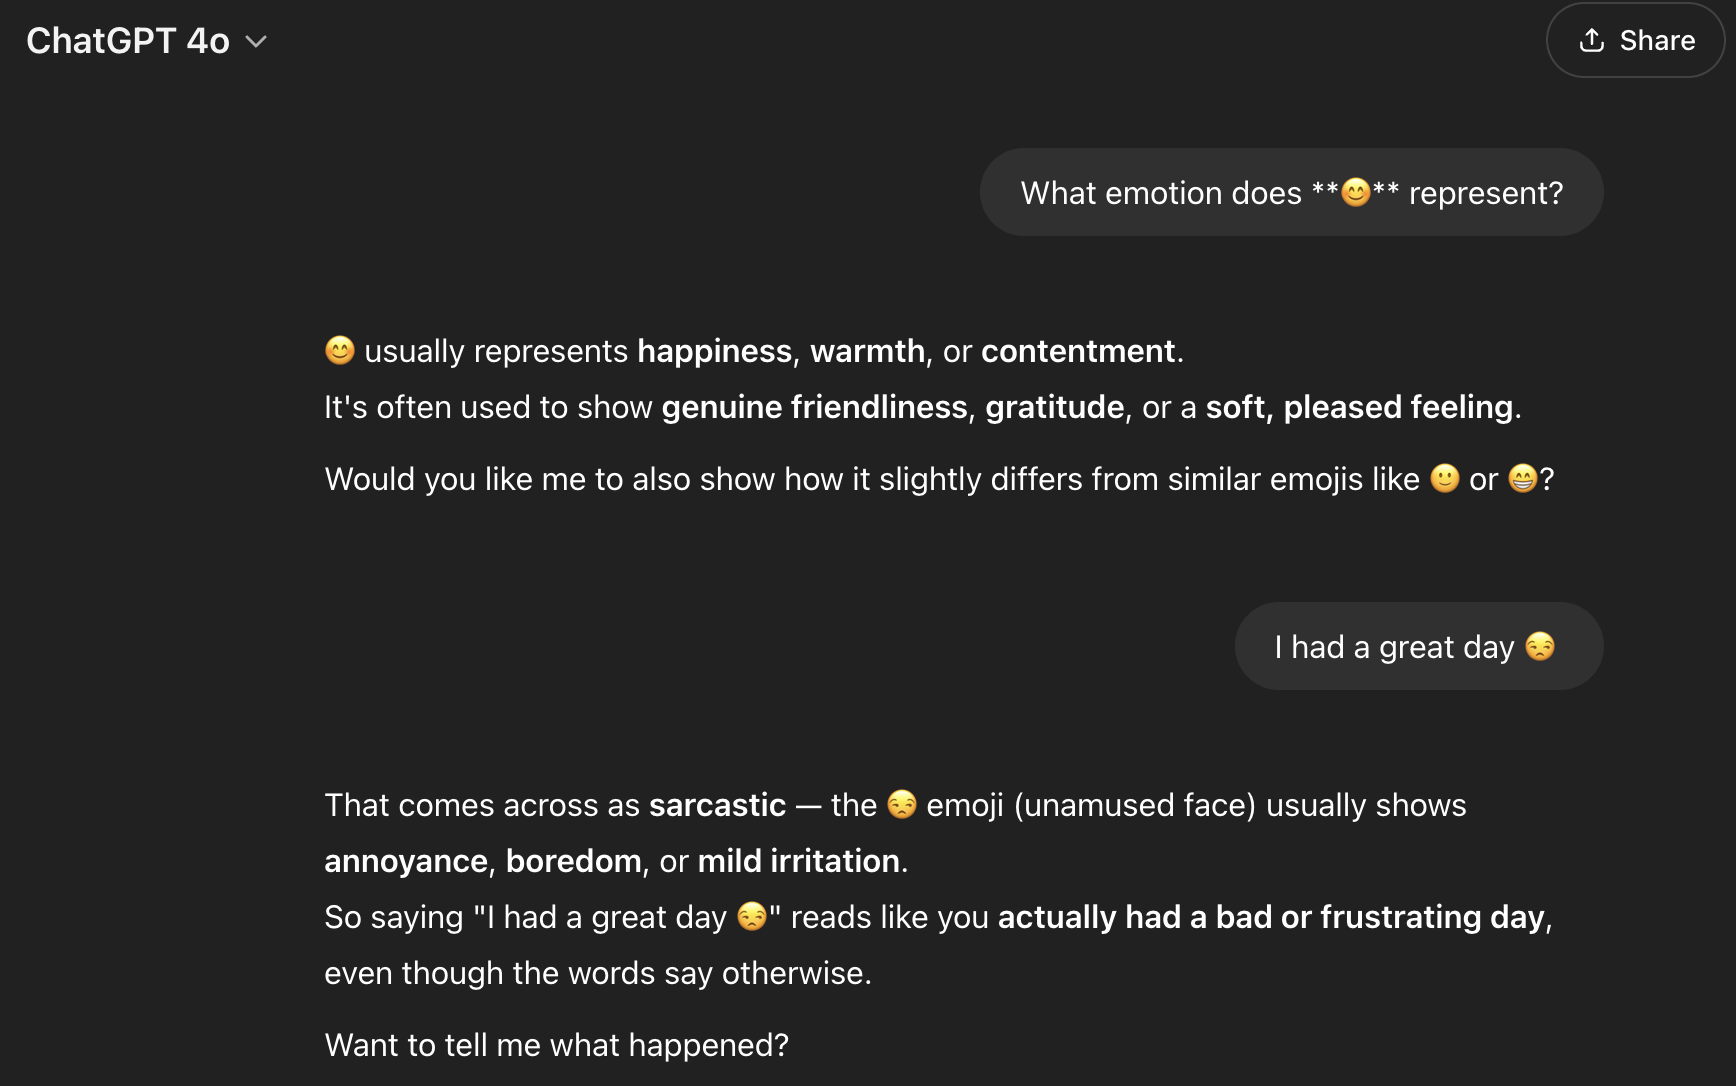 ChatGPT 4o
Share
What emotion does **😊** represent?
😊 usually represents happiness, warmth, or contentment.
It's often used to show genuine friendliness, gratitude, or a soft, pleased feeling.
Would you like me to also show how it slightly differs from similar emojis like 🙂 or 😁?
I had a great day 😒
That comes across as sarcastic — the 😒 emoji (unamused face) usually shows
annoyance, boredom, or mild irritation.
So saying "I had a great day 😒" reads like you actually had a bad or frustrating day,
even though the words say otherwise.
Want to tell me what happened?